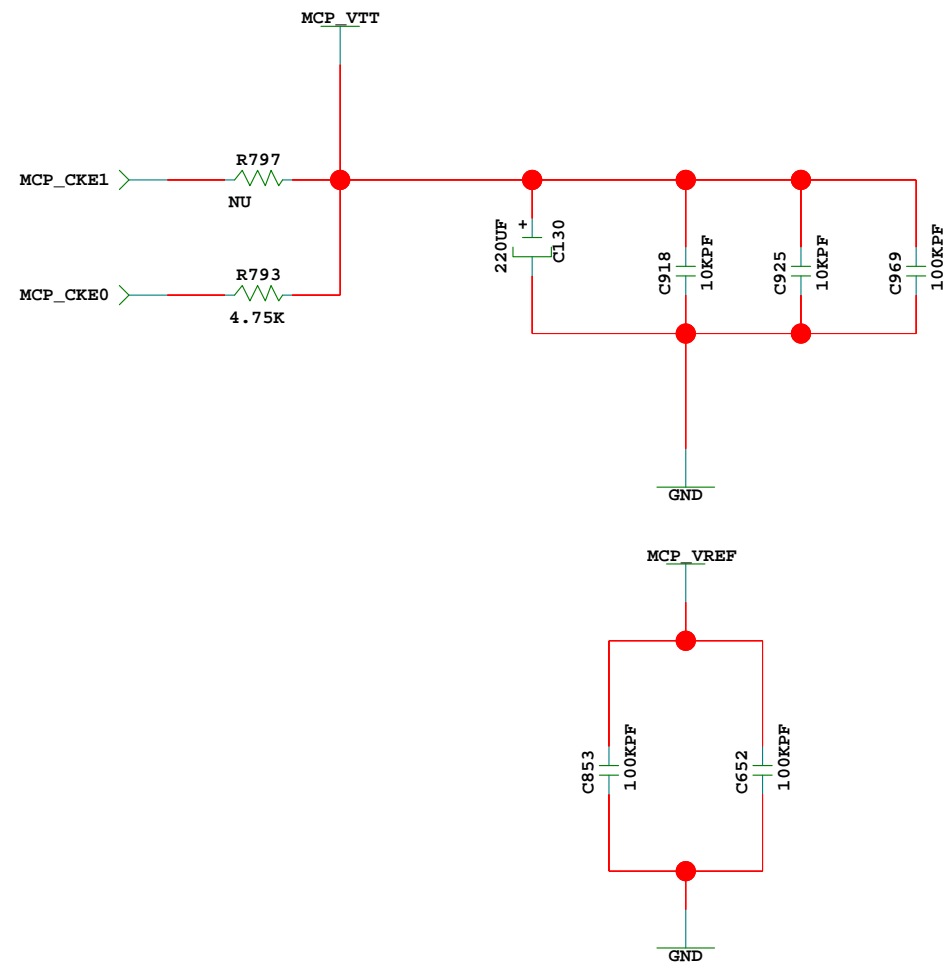 MCP_VTT
R797
MCP_CKE1
NU
R793
MCP_CKE0
4.75K
220UF
+
C130
C918
10KPF
C925
10KPF
C969
100KPF
GND
MCP_VREF
C853
100KPF
C652
100KPF
GND